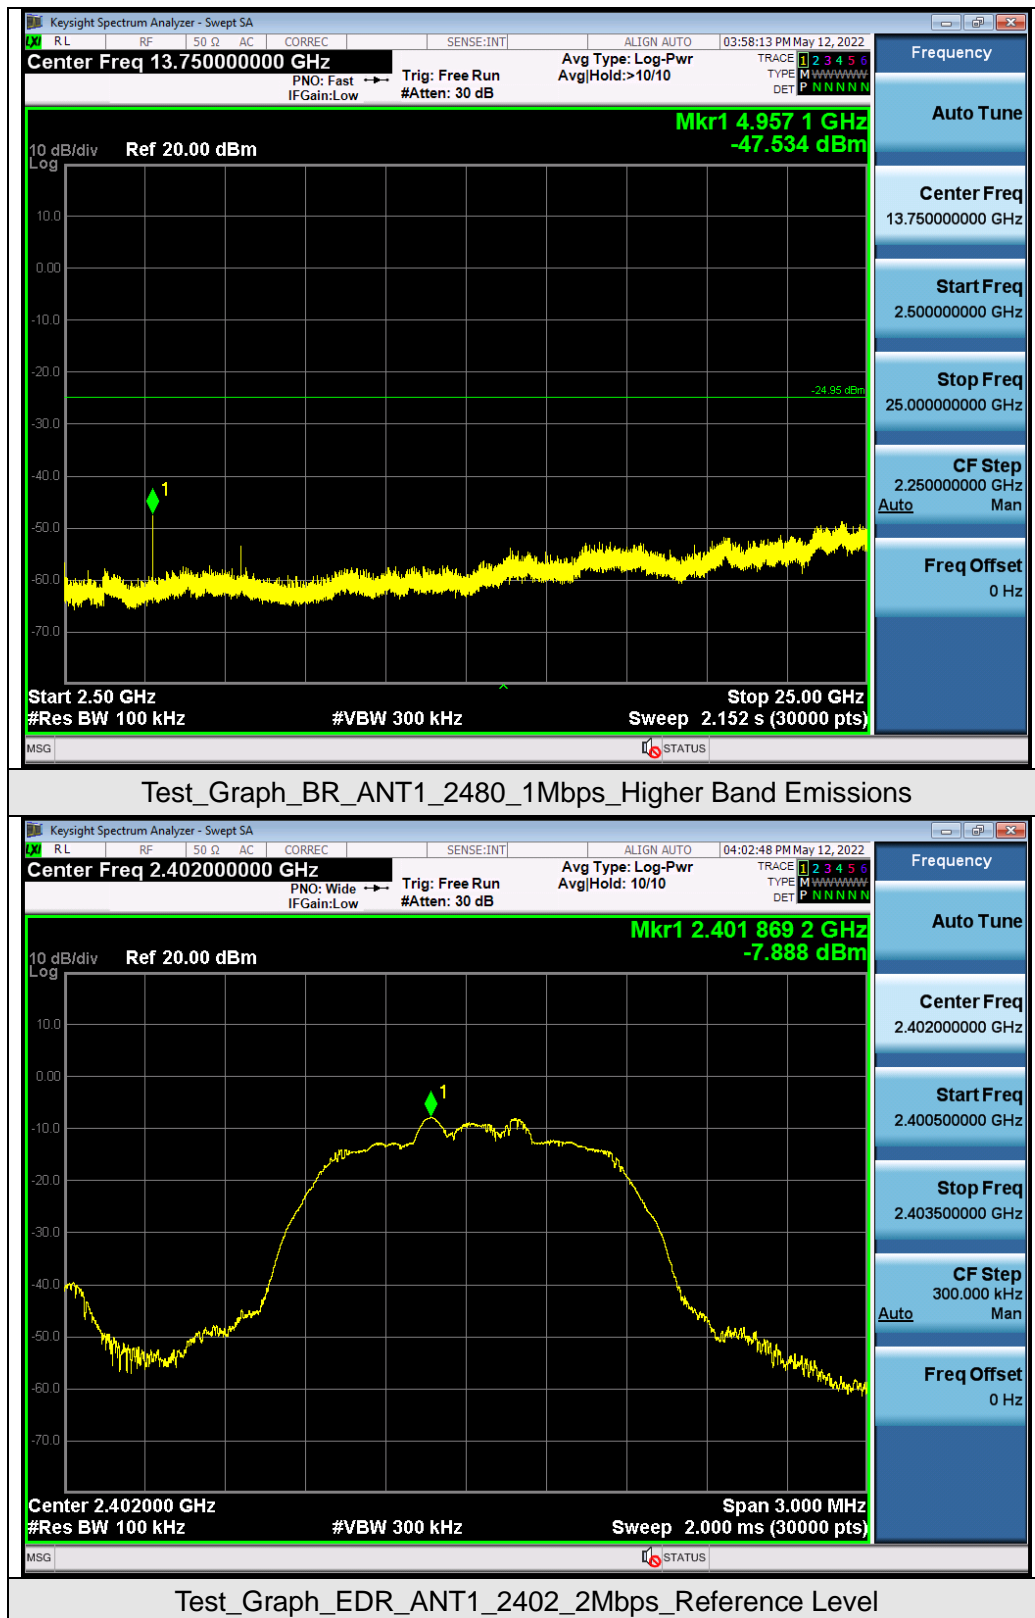 Keysight Spectrum Analyzer - Swept SA
LXI RL RF 50 Ω AC CORREC SENSE:INT ALIGN AUTO 03:58:13 PM May 12, 2022
Center Freq 13.750000000 GHz
PNO: Fast
IFGain:Low
Trig: Free Run
#Atten: 30 dB
Avg Type: Log-Pwr
Avg|Hold:>10/10
TRACE 1 2 3 4 5 6
TYPE M WWWWW
DET P N N N N N
Mkr1 4.957 1 GHz
-47.534 dBm
10 dB/div Ref 20.00 dBm
Log
10.0
0.00
-10.0
-20.0
-24.95 dBm
-30.0
-40.0
1
-50.0
-60.0
-70.0
Start 2.50 GHz Stop 25.00 GHz
#Res BW 100 kHz #VBW 300 kHz Sweep 2.152 s (30000 pts)
MSG STATUS
Frequency
Auto Tune
Center Freq
13.750000000 GHz
Start Freq
2.500000000 GHz
Stop Freq
25.000000000 GHz
CF Step
2.250000000 GHz
Auto Man
Freq Offset
0 Hz
Test_Graph_BR_ANT1_2480_1Mbps_Higher Band Emissions
Keysight Spectrum Analyzer - Swept SA
LXI RL RF 50 Ω AC CORREC SENSE:INT ALIGN AUTO 04:02:48 PM May 12, 2022
Center Freq 2.402000000 GHz
PNO: Wide
IFGain:Low
Trig: Free Run
#Atten: 30 dB
Avg Type: Log-Pwr
Avg|Hold: 10/10
TRACE 1 2 3 4 5 6
TYPE M WWWWW
DET P N N N N N
Mkr1 2.401 869 2 GHz
-7.888 dBm
10 dB/div Ref 20.00 dBm
Log
10.0
0.00
1
-10.0
-20.0
-30.0
-40.0
-50.0
-60.0
-70.0
Center 2.402000 GHz Span 3.000 MHz
#Res BW 100 kHz #VBW 300 kHz Sweep 2.000 ms (30000 pts)
MSG STATUS
Frequency
Auto Tune
Center Freq
2.402000000 GHz
Start Freq
2.400500000 GHz
Stop Freq
2.403500000 GHz
CF Step
300.000 kHz
Auto Man
Freq Offset
0 Hz
Test_Graph_EDR_ANT1_2402_2Mbps_Reference Level